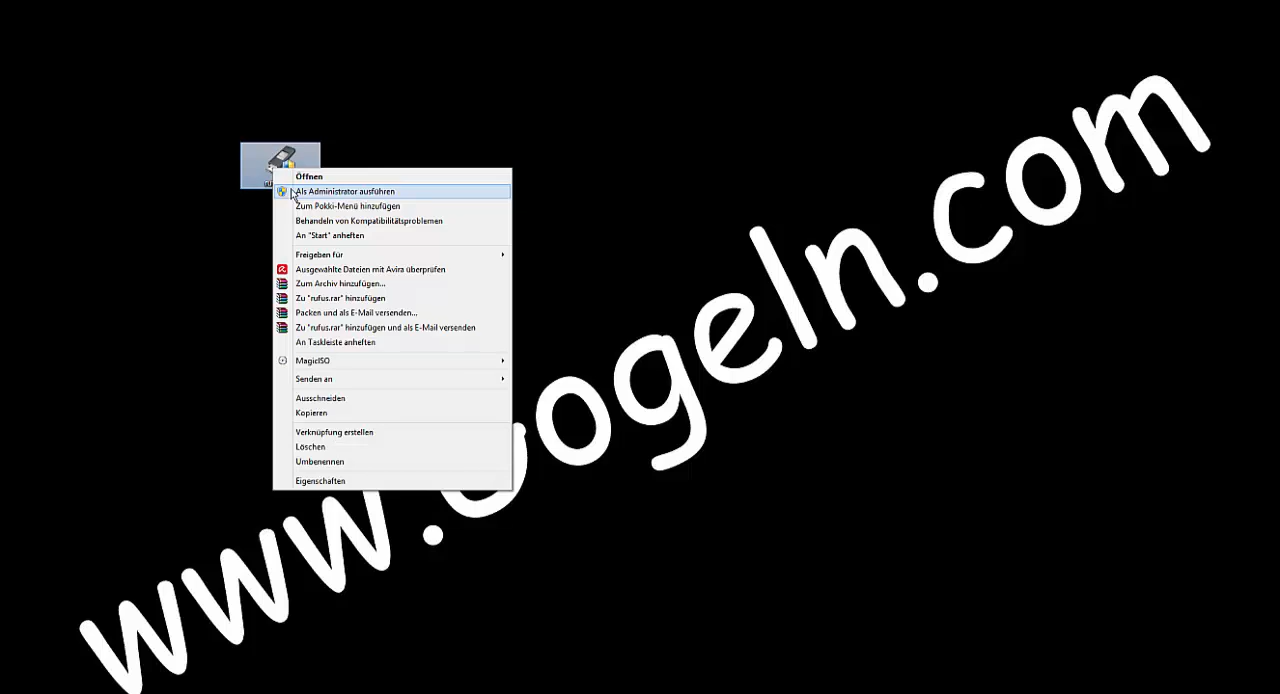 Öffnen
Als Administrator ausführen
Zum Pokki-Menü hinzufügen
Behandeln von Kompatibilitätsproblemen
An "Start" anheften
Freigeben für
Ausgewählte Dateien mit Avira überprüfen
Zum Archiv hinzufügen...
Zu "rufus.rar" hinzufügen
Packen und als E-Mail versenden...
Zu "rufus.rar" hinzufügen und als E-Mail versenden
An Taskleiste anheften
MagicISO
Senden an
Ausschneiden
Kopieren
Verknüpfung erstellen
Löschen
Umbenennen
Eigenschaften
www.Gogeln.com